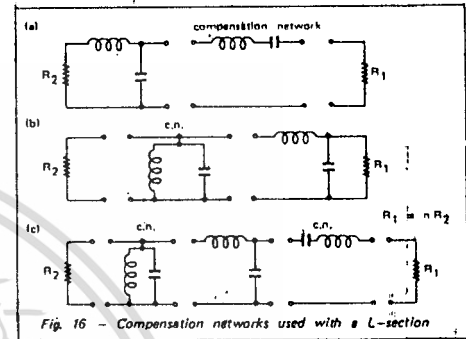 (a)
compensation network
R2
R1
(b)
c.n.
R2
R1
R1 = n R2
(c)
c.n.
c.n.
R2
R1
Fig. 16 – Compensation networks used with a L-section